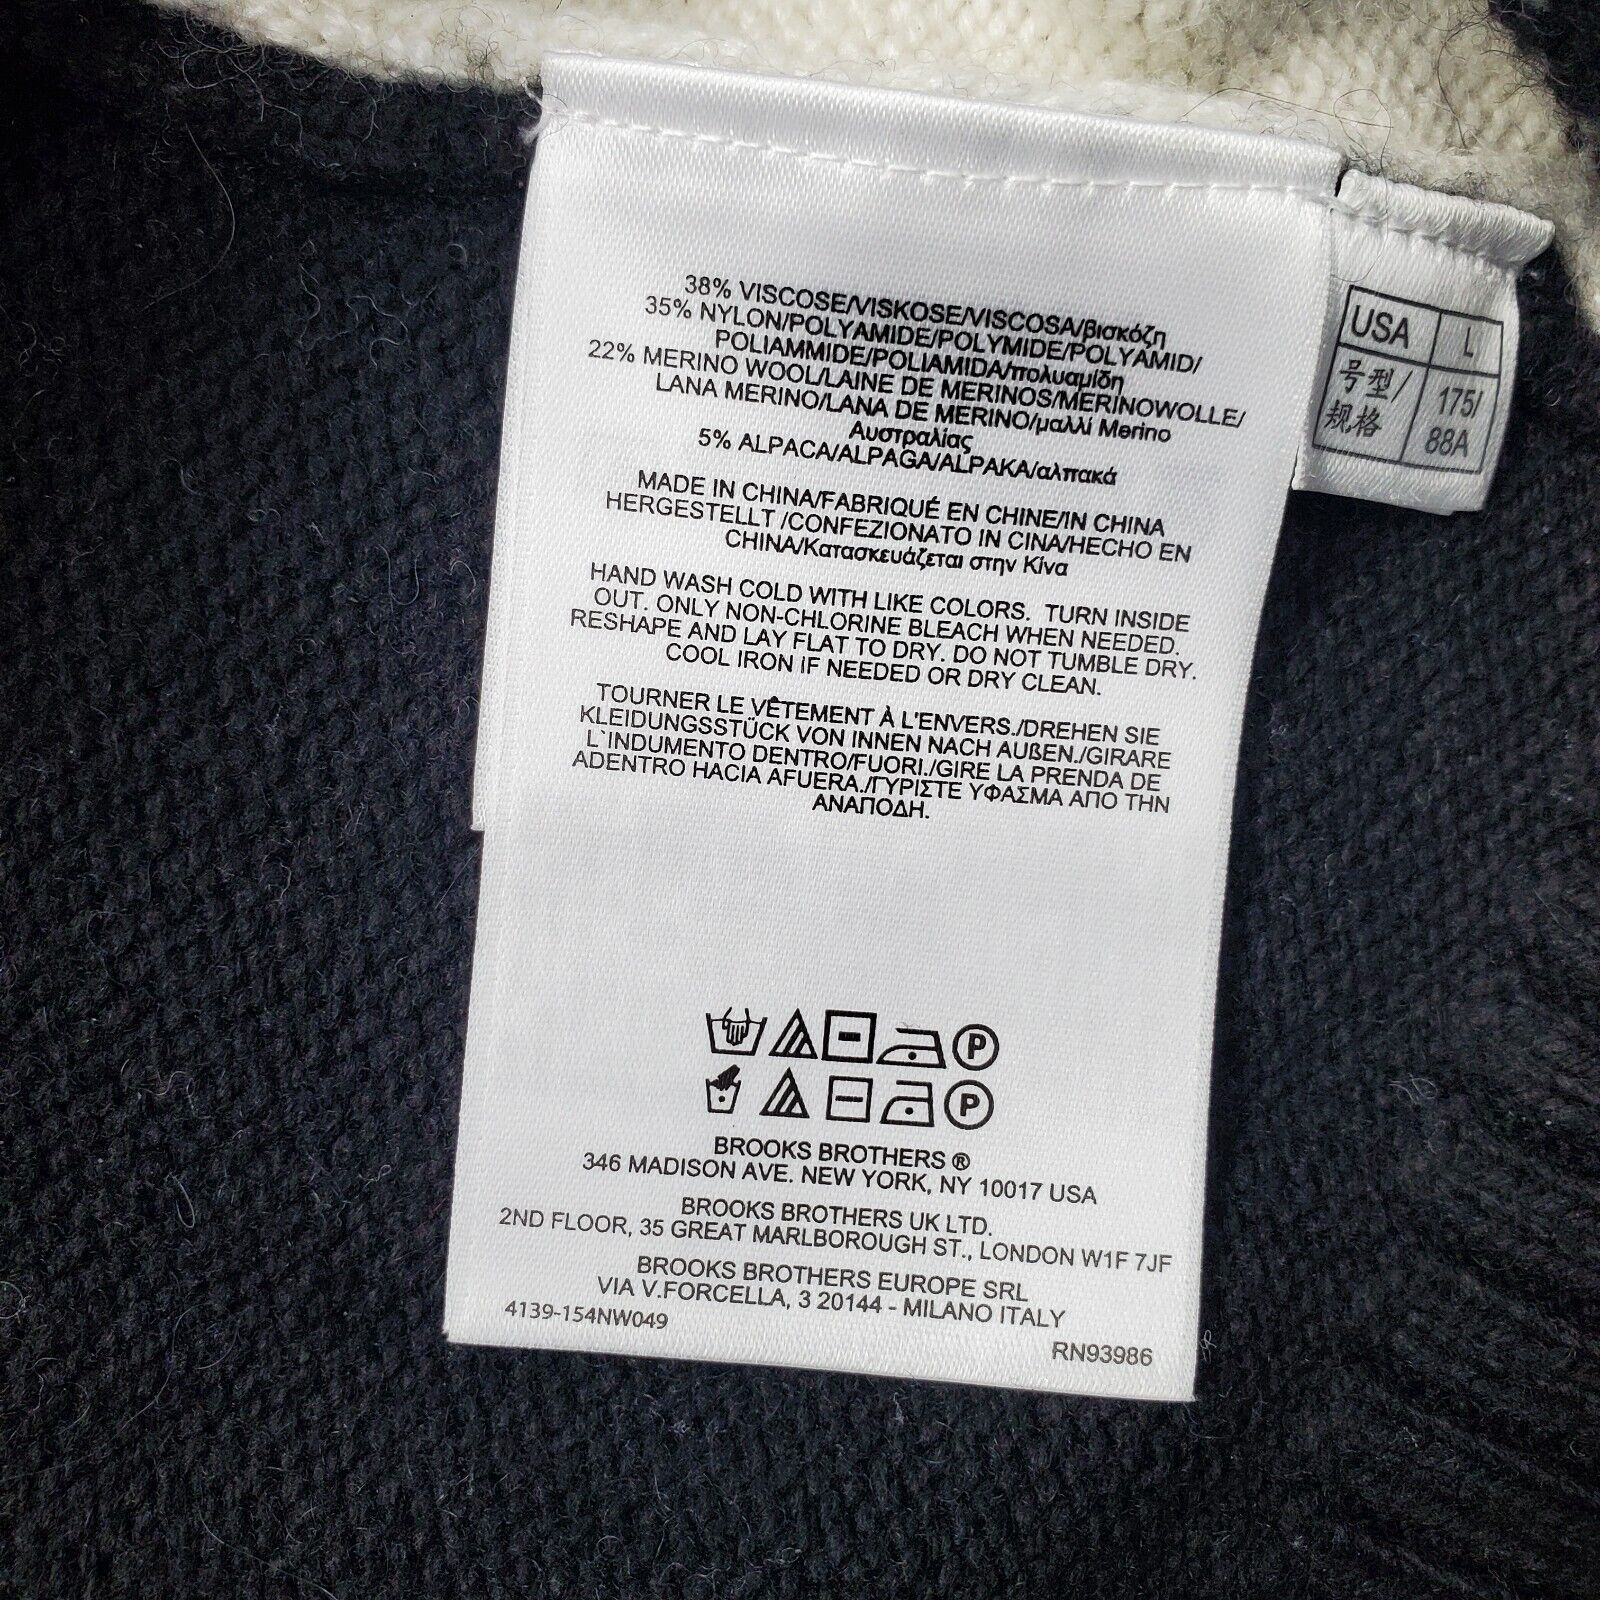 38% VISCOSE/VISKOSE/VISCOSA/βισκόζη
35% NYLON/POLYAMIDE/POLYMIDE/POLYAMID/
POLIAMMIDE/POLIAMIDA/πολυαμίδη
22% MERINO WOOL/LAINE DE MERINOS/MERINOWOLLE/
LANA MERINO/LANA DE MERINO/μαλλί Merino
Αυστραλίας
5% ALPACA/ALPAGA/ALPAKA/αλπακά
MADE IN CHINA/FABRIQUÉ EN CHINE/IN CHINA
HERGESTELLT /CONFEZIONATO IN CINA/HECHO EN
CHINA/Κατασκευάζεται στην Κίνα
HAND WASH COLD WITH LIKE COLORS. TURN INSIDE
OUT. ONLY NON-CHLORINE BLEACH WHEN NEEDED.
RESHAPE AND LAY FLAT TO DRY. DO NOT TUMBLE DRY.
COOL IRON IF NEEDED OR DRY CLEAN.
TOURNER LE VÊTEMENT À L'ENVERS./DREHEN SIE
KLEIDUNGSSTÜCK VON INNEN NACH AUßEN./GIRARE
L`INDUMENTO DENTRO/FUORI./GIRE LA PRENDA DE
ADENTRO HACIA AFUERA./ΓΥΡΙΣΤΕ ΥΦΑΣΜΑ ΑΠΟ ΤΗΝ
ΑΝΑΠΟΔΗ.
P
P
BROOKS BROTHERS ®
346 MADISON AVE. NEW YORK, NY 10017 USA
BROOKS BROTHERS UK LTD.
2ND FLOOR, 35 GREAT MARLBOROUGH ST., LONDON W1F 7JF
BROOKS BROTHERS EUROPE SRL
VIA V.FORCELLA, 3 20144 - MILANO ITALY
4139-154NW049
RN93986
USA L
号型/ 175/
规格 88A